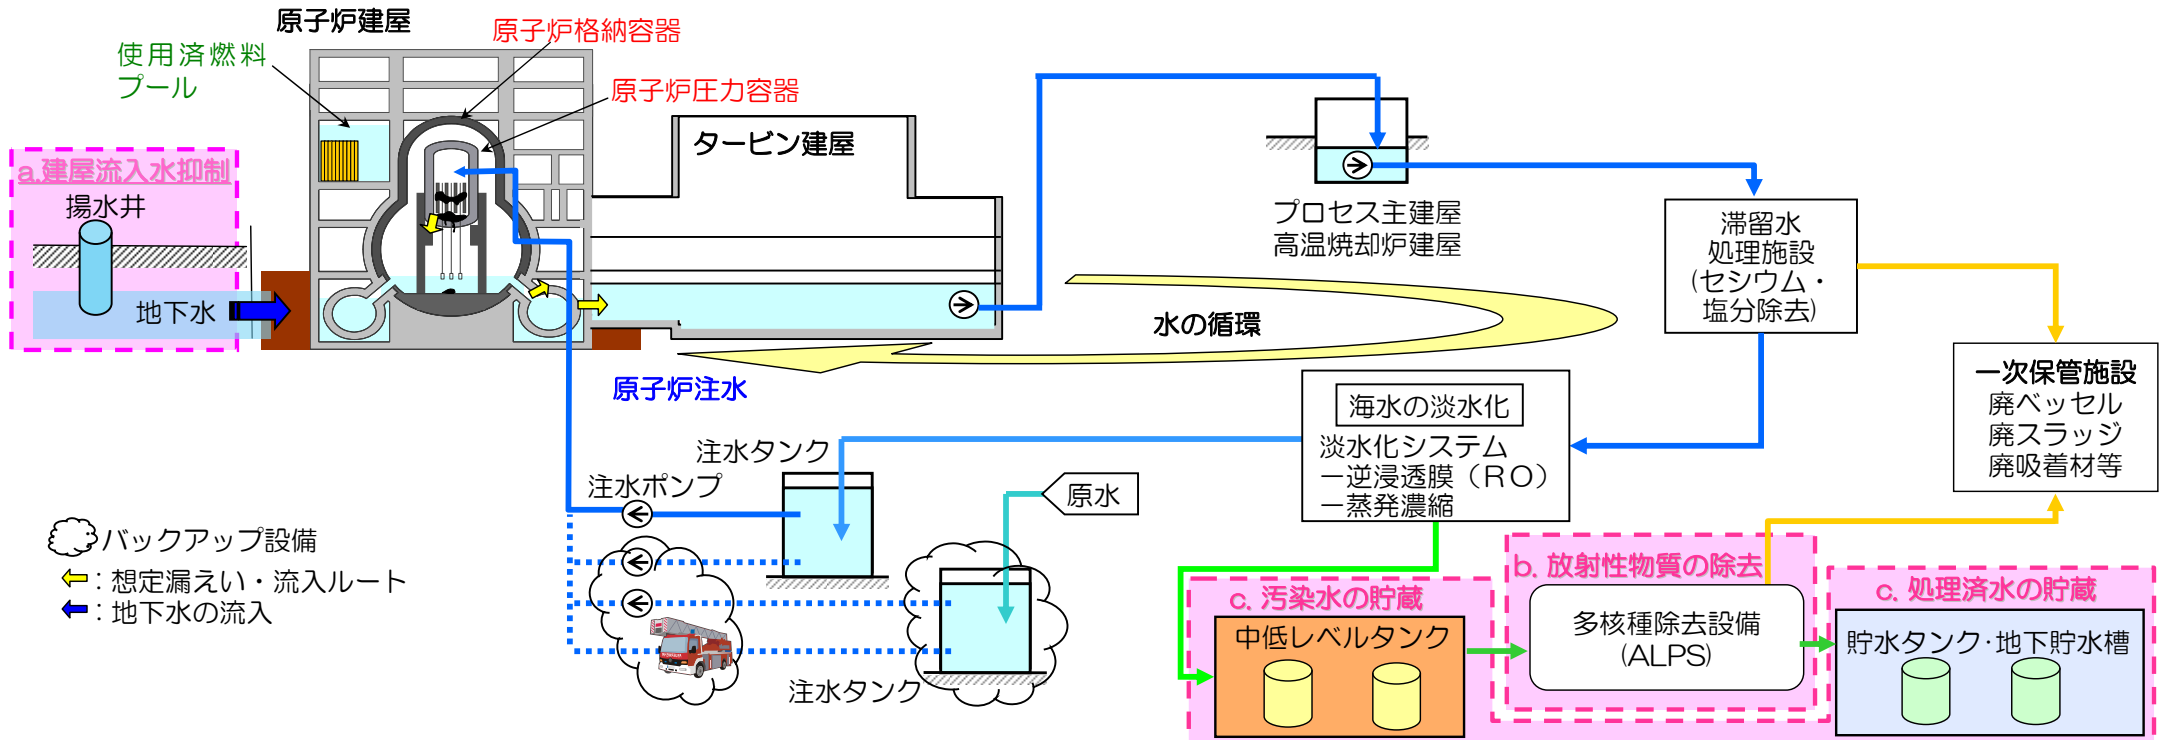 原子炉建屋
原子炉格納容器
使用済燃料
プール
原子炉圧力容器
タービン建屋
a.建屋流入水抑制
揚水井
地下水
プロセス主建屋
高温焼却炉建屋
滞留水
処理施設
(セシウム・
塩分除去)
水の循環
原子炉注水
一次保管施設
廃ベッセル
廃スラッジ
廃吸着材等
海水の淡水化
淡水化システム
ー逆浸透膜（RO）
ー蒸発濃縮
注水タンク
注水ポンプ
原水
バックアップ設備
：想定漏えい・流入ルート
：地下水の流入
注水タンク
c. 汚染水の貯蔵
中低レベルタンク
b. 放射性物質の除去
多核種除去設備
(ALPS)
c. 処理済水の貯蔵
貯水タンク・地下貯水槽